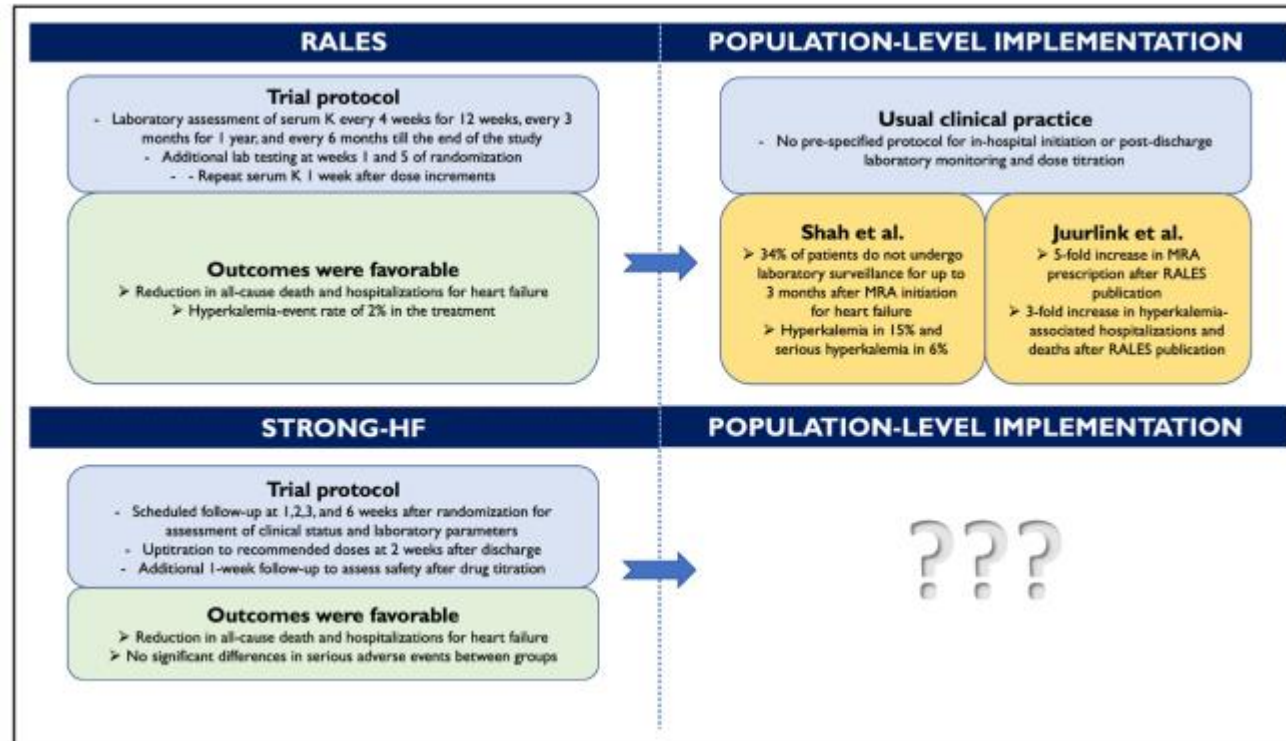 RALES
POPULATION-LEVEL IMPLEMENTATION
Trial protocol
- Laboratory assessment of serum K every 4 weeks for 12 weeks, every 3
months for 1 year, and every 6 months till the end of the study
- Additional lab testing at weeks 1 and 5 of randomization
- - Repeat serum K 1 week after dose increments
Outcomes were favorable
➢ Reduction in all-cause death and hospitalizations for heart failure
➢ Hyperkalemia-event rate of 2% in the treatment
Usual clinical practice
- No pre-specified protocol for in-hospital initiation or post-discharge
laboratory monitoring and dose titration
Shah et al.
➢ 34% of patients do not undergo
laboratory surveillance for up to
3 months after MRA initiation
for heart failure
➢ Hyperkalemia in 15% and
serious hyperkalemia in 6%
Juurlink et al.
➢ 5-fold increase in MRA
prescription after RALES
publication
➢ 3-fold increase in hyperkalemia-
associated hospitalizations and
deaths after RALES publication
STRONG-HF
POPULATION-LEVEL IMPLEMENTATION
Trial protocol
- Scheduled follow-up at 1,2,3, and 6 weeks after randomization for
assessment of clinical status and laboratory parameters
- Uptitration to recommended doses at 2 weeks after discharge
- Additional 1-week follow-up to assess safety after drug titration
Outcomes were favorable
➢ Reduction in all-cause death and hospitalizations for heart failure
➢ No significant differences in serious adverse events between groups
???